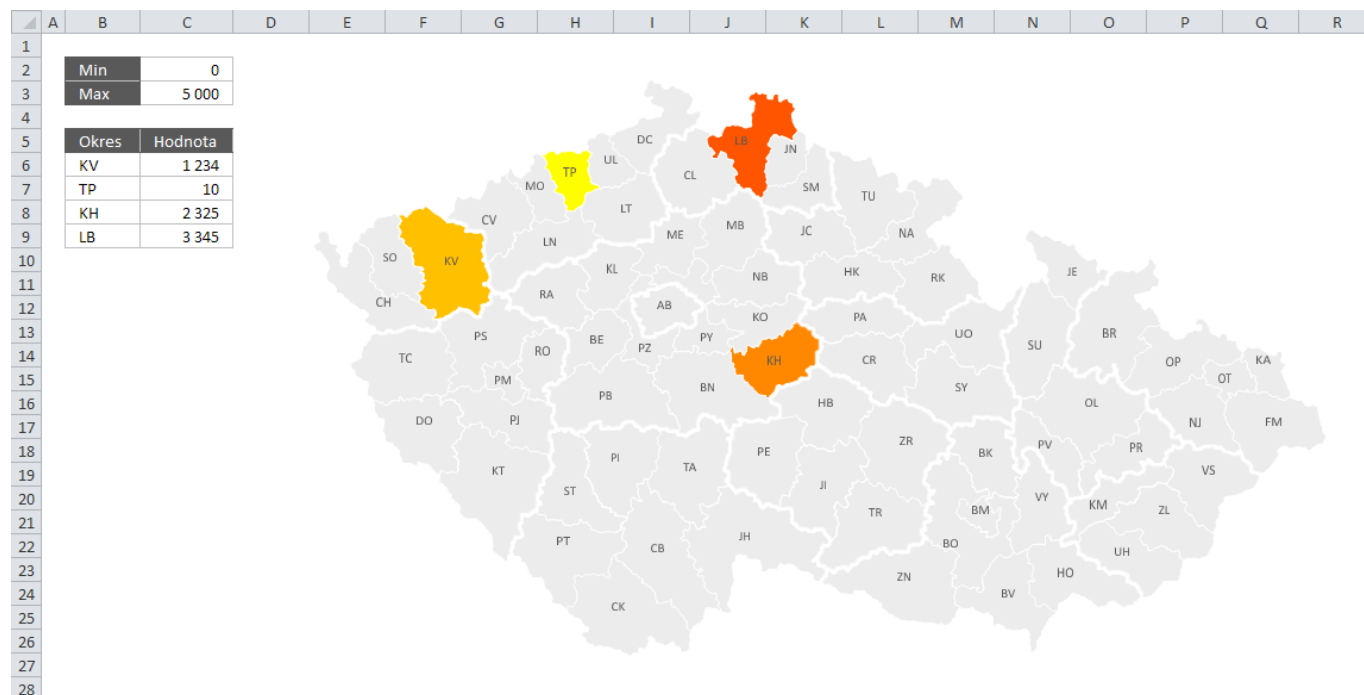 A B C D E F G H I J K L M N O P Q R
1
2 Min 0
3 Max 5 000
4
5 Okres Hodnota DC LB JN
6 KV 1 234 UL TP CL
7 TP 10 MO SM TU
8 KH 2 325 CV LT MB
9 LB 3 345 LN ME JC NA
10 SO KV KL HK JE
11 CH RA NB RK
12 AB KO PA
13 PS BE PY UO SU BR
14 TC RO PZ KH CR OP KA
15 PM BN SY OT
16 PB HB OL
17 DO PJ ZR NJ FM
18 KT PI PE BK PV PR
19 TA JI VS
20 ST VY KM ZL
21 TR BM
22 PT CB JH BO UH
23 ZN HO
24 CK BV
25
26
27
28